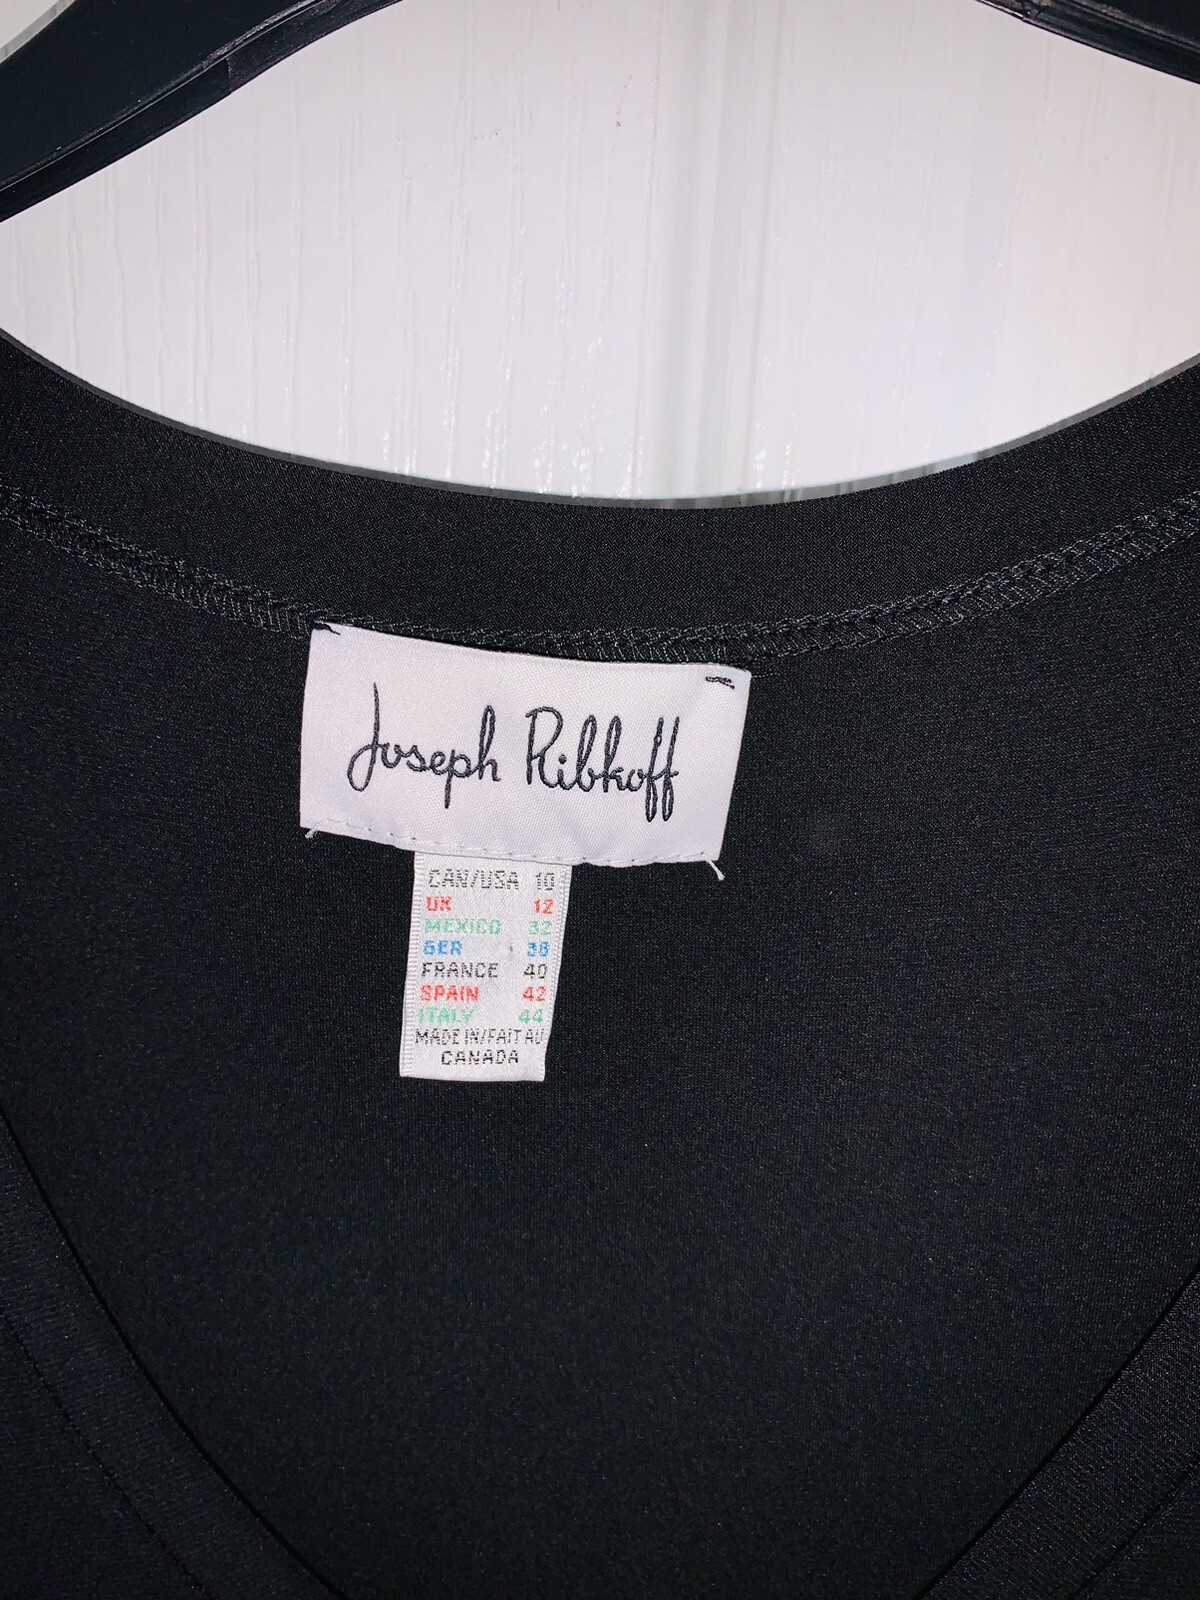 Joseph Ribkoff
CAN/USA 10
UK 12
MEXICO 32
GER 38
FRANCE 40
SPAIN 42
ITALY 44
MADE IN/FAIT AU
CANADA